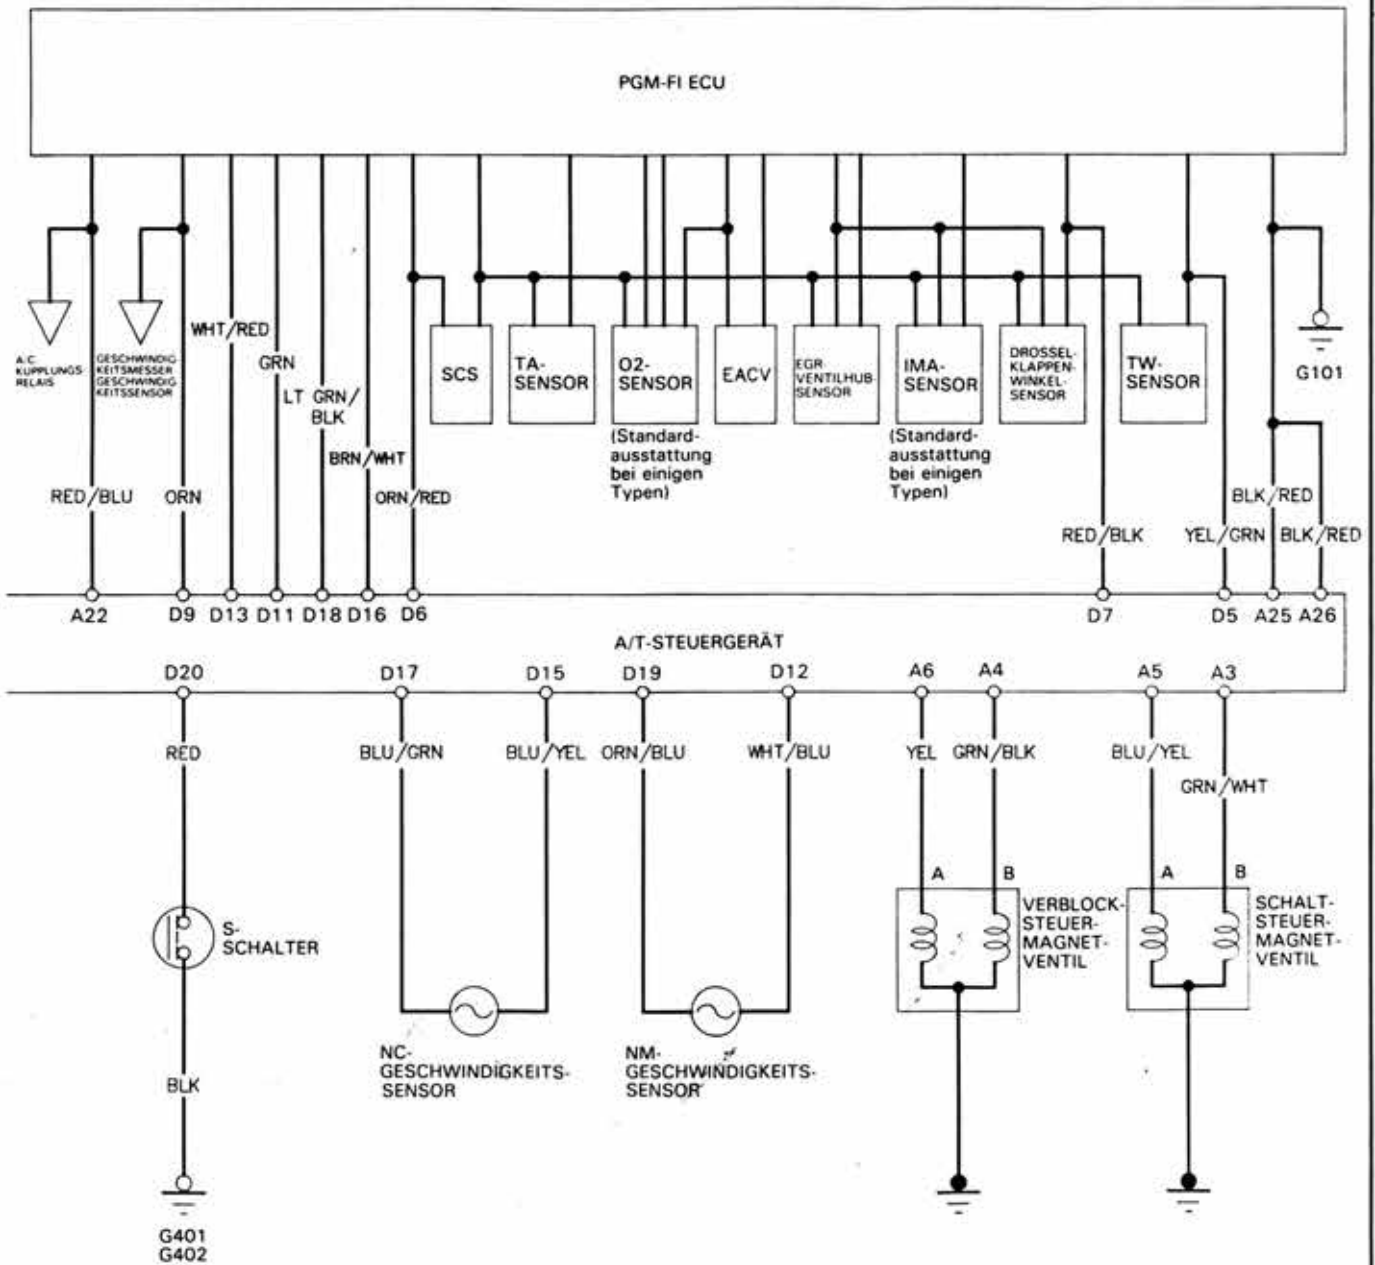 PGM-FI ECU
A/C
KUPPLUNGS-
RELAIS
GESCHWINDIG-
KEITSMESSER
GESCHWINDIG-
KEITSSENSOR
WHT/RED
GRN
LT GRN/
BLK
BRN/WHT
SCS
TA-
SENSOR
O2-
SENSOR
(Standard-
ausstattung
bei einigen
Typen)
EACV
EGR-
VENTILHUB-
SENSOR
IMA-
SENSOR
(Standard-
ausstattung
bei einigen
Typen)
DROSSEL-
KLAPPEN-
WINKEL-
SENSOR
TW-
SENSOR
G101
RED/BLU
ORN
ORN/RED
BLK/RED
RED/BLK
YEL/GRN
BLK/RED
A22
D9
D13
D11
D18
D16
D6
D7
D5
A25
A26
A/T-STEUERGERÄT
D20
D17
D15
D19
D12
A6
A4
A5
A3
RED
BLU/GRN
BLU/YEL
ORN/BLU
WHT/BLU
YEL
GRN/BLK
BLU/YEL
GRN/WHT
A
B
A
B
S-
SCHALTER
VERBLOCK-
STEUER-
MAGNET-
VENTIL
SCHALT-
STEUER-
MAGNET-
VENTIL
NC-
GESCHWINDIGKEITS-
SENSOR
NM-
GESCHWINDIGKEITS-
SENSOR
BLK
G401
G402